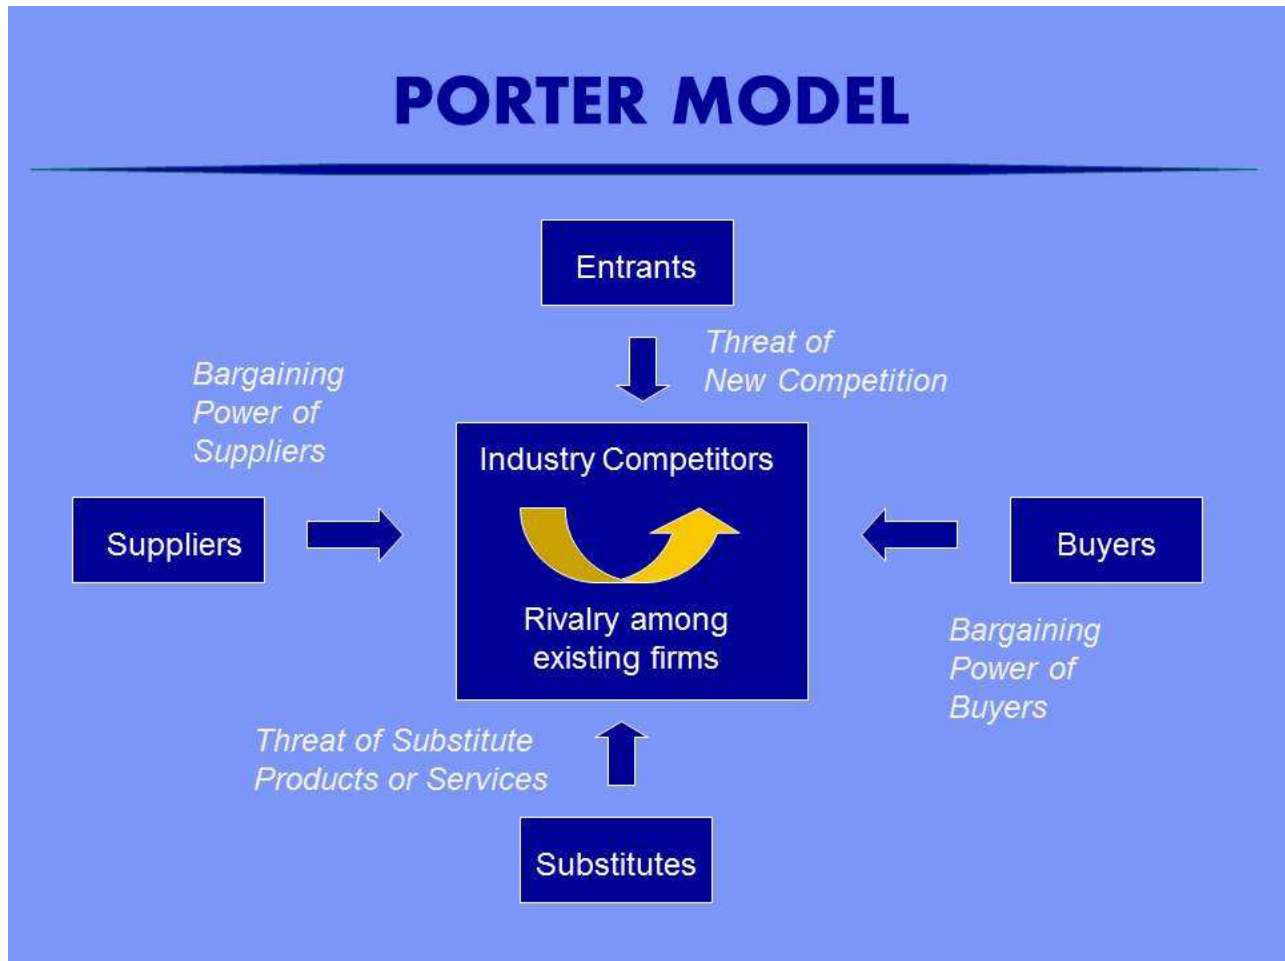 PORTER MODEL
Entrants
Threat of
New Competition
Bargaining
Power of
Suppliers
Industry Competitors
Suppliers
Buyers
Rivalry among
existing firms
Bargaining
Power of
Buyers
Threat of Substitute
Products or Services
Substitutes